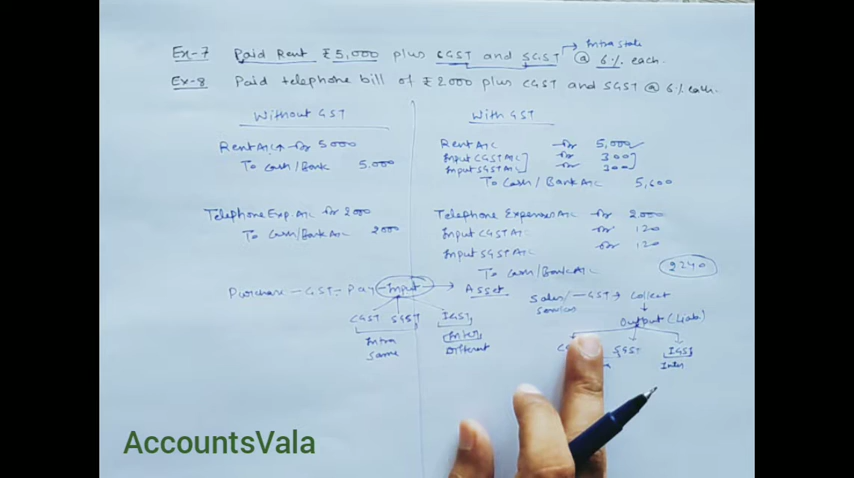 Ex-7 Paid Rent ₹5,000 plus CGST and SGST → Intra state @ 6% each.
Ex-8 Paid telephone bill of ₹2000 plus CGST and SGST @ 6% each.
Without GST
Rent A/c Dr 5000
To Cash/Bank 5,000
Telephone Exp. A/c Dr 2000
To Cash/Bank A/c 2000
With GST
Rent A/c Dr 5,000
Input CGST A/c Dr 300
Input SGST A/c Dr 300
To Cash/Bank A/c 5,600
Telephone Expenses A/c Dr 2,000
Input CGST A/c Dr 120
Input SGST A/c Dr 120
To Cash/Bank A/c 2240
Purchase - GST - Pay - Input → Asset
CGST SGST IGST
Intra Inter
Same Different
Sales/ - GST → Collect
Services
Output (Liab)
SGST IGST
Inter
AccountsVala